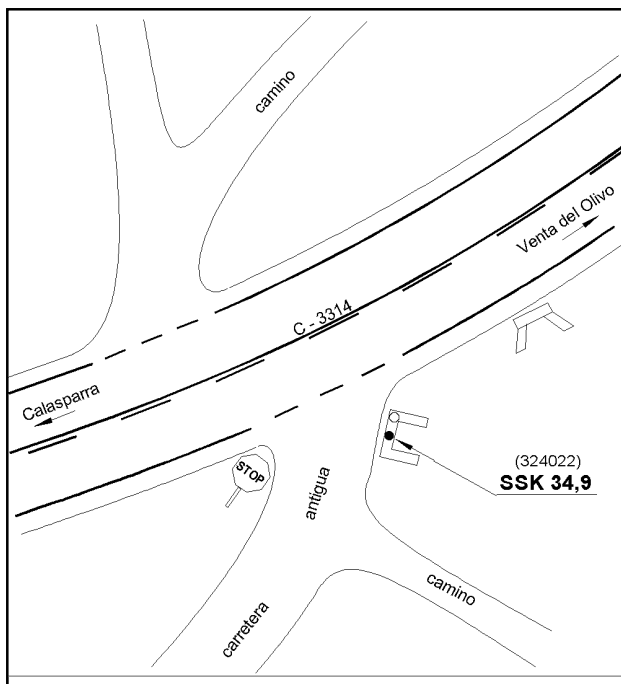 camino
Venta del Olivo
C - 3314
Calasparra
STOP
antigua
(324022)
SSK 34,9
camino
carretera